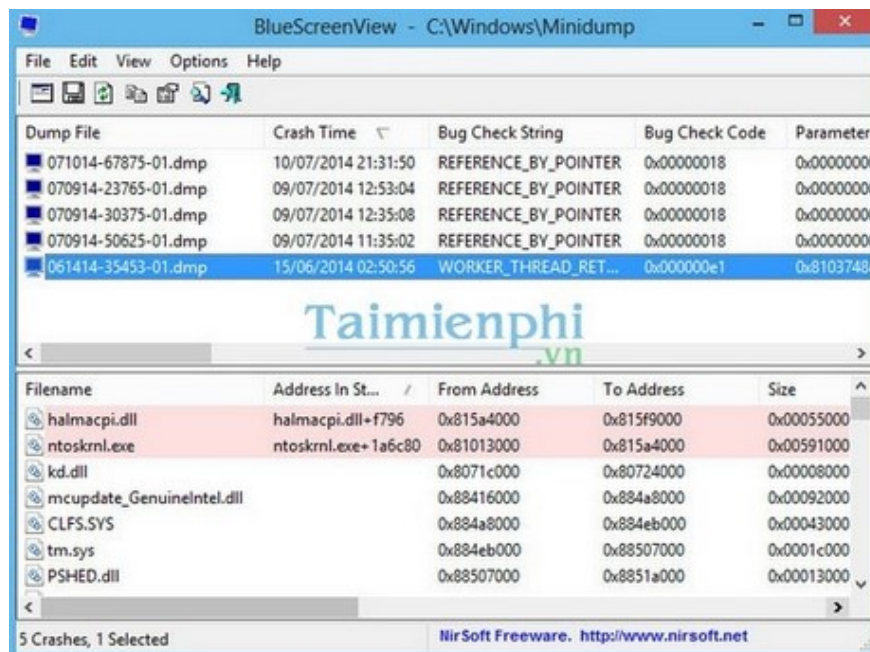 BlueScreenView - C:\Windows\Minidump
File Edit View Options Help
Dump File Crash Time Bug Check String Bug Check Code Parameter
071014-67875-01.dmp 10/07/2014 21:31:50 REFERENCE_BY_POINTER 0x00000018 0x0000000
070914-23765-01.dmp 09/07/2014 12:53:04 REFERENCE_BY_POINTER 0x00000018 0x0000000
070914-30375-01.dmp 09/07/2014 12:35:08 REFERENCE_BY_POINTER 0x00000018 0x0000000
070914-50625-01.dmp 09/07/2014 11:35:02 REFERENCE_BY_POINTER 0x00000018 0x0000000
061414-35453-01.dmp 15/06/2014 02:50:56 WORKER_THREAD_RET... 0x000000e1 0x8103748
Taimienphi
.vn
Filename Address In St... From Address To Address Size
halmacpi.dll halmacpi.dll+f796 0x815a4000 0x815f9000 0x00055000
ntoskrnl.exe ntoskrnl.exe+1a6c80 0x81013000 0x815a4000 0x00591000
kd.dll 0x8071c000 0x80724000 0x00008000
mcupdate_GenuineIntel.dll 0x88416000 0x884a8000 0x00092000
CLFS.SYS 0x884a8000 0x884eb000 0x00043000
tm.sys 0x884eb000 0x88507000 0x0001c000
PSHED.dll 0x88507000 0x8851a000 0x00013000
5 Crashes, 1 Selected NirSoft Freeware. http://www.nirsoft.net